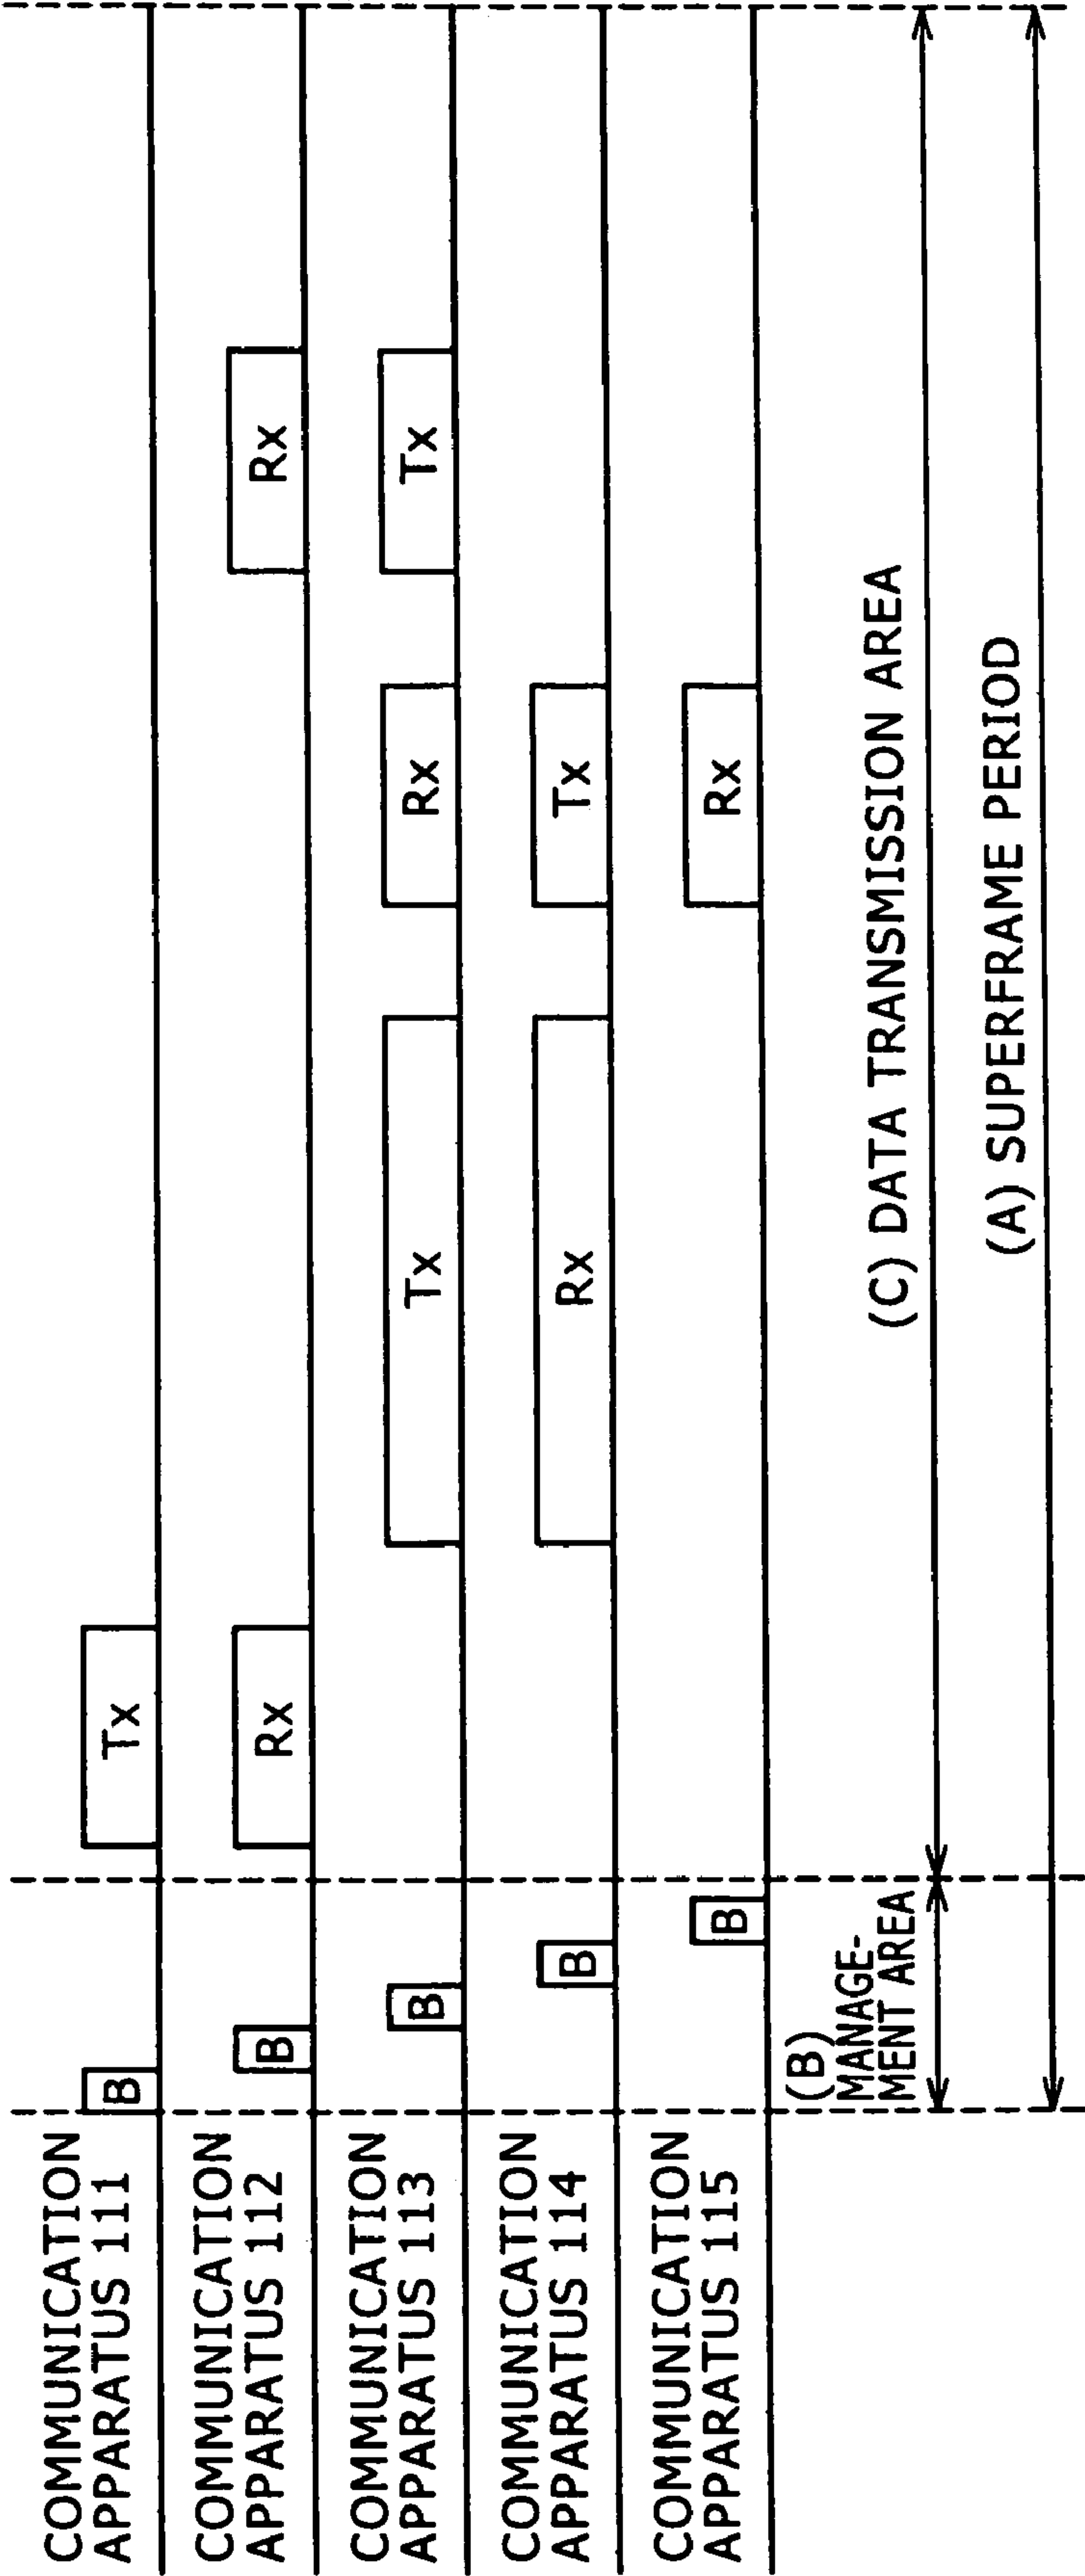 COMMUNICATION
APPARATUS 111
B
Tx
COMMUNICATION
APPARATUS 112
B
Rx
Rx
COMMUNICATION
APPARATUS 113
B
Tx
Rx
Tx
COMMUNICATION
APPARATUS 114
B
Rx
Tx
COMMUNICATION
APPARATUS 115
B
Rx
(B)
MANAGE-
MENT AREA
(C) DATA TRANSMISSION AREA
(A) SUPERFRAME PERIOD